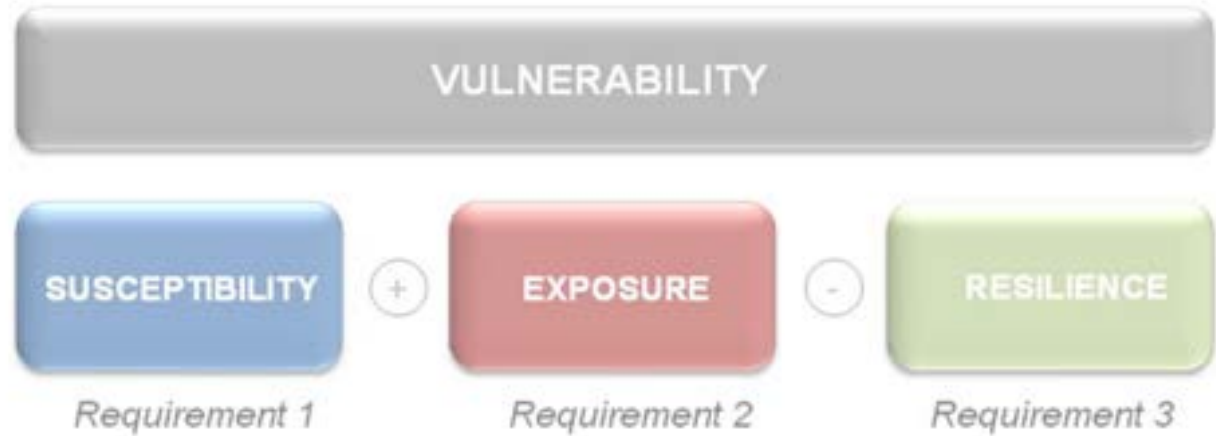 VULNERABILITY
SUSCEPTIBILITY + EXPOSURE - RESILIENCE
Requirement 1 Requirement 2 Requirement 3